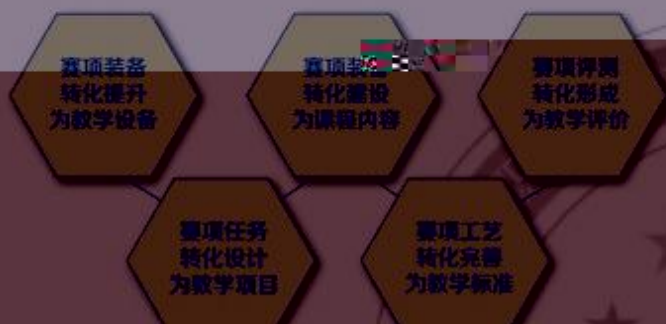 赛项装备
转化提升
为教学设备
赛项
转化建设
为课程内容
赛项评测
转化形成
为教学评价
赛项任务
转化设计
为教学项目
赛项工艺
转化完善
为教学标准